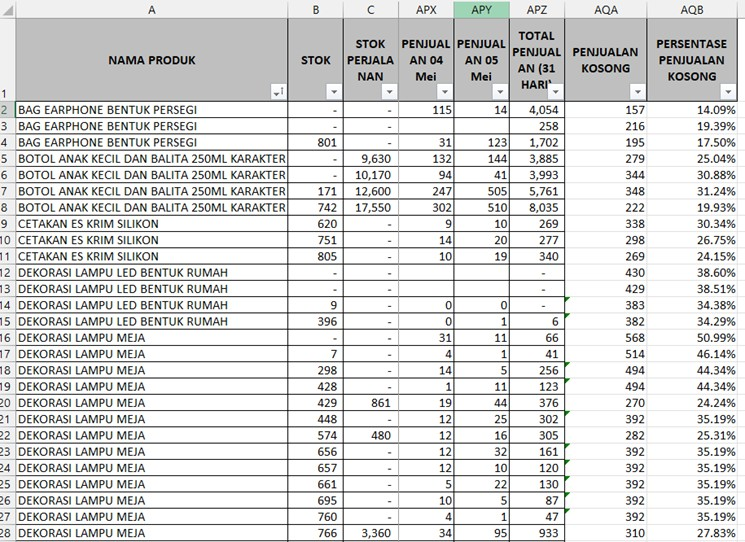 A B C APX APY APZ AQA AQB
1 NAMA PRODUK STOK STOK PERJALA NAN PENJUAL AN 04 Mei PENJUAL AN 05 Mei TOTAL PENJUAL AN (31 HARI) PENJUALAN KOSONG PERSENTASE PENJUALAN KOSONG
2 BAG EARPHONE BENTUK PERSEGI - - 115 14 4,054 157 14.09%
3 BAG EARPHONE BENTUK PERSEGI - - 258 216 19.39%
4 BAG EARPHONE BENTUK PERSEGI 801 - 31 123 1,702 195 17.50%
5 BOTOL ANAK KECIL DAN BALITA 250ML KARAKTER - 9,630 132 144 3,885 279 25.04%
6 BOTOL ANAK KECIL DAN BALITA 250ML KARAKTER - 10,170 94 41 3,993 344 30.88%
7 BOTOL ANAK KECIL DAN BALITA 250ML KARAKTER 171 12,600 247 505 5,761 348 31.24%
8 BOTOL ANAK KECIL DAN BALITA 250ML KARAKTER 742 17,550 302 510 8,035 222 19.93%
9 CETAKAN ES KRIM SILIKON 620 - 9 10 269 338 30.34%
10 CETAKAN ES KRIM SILIKON 751 - 14 20 277 298 26.75%
11 CETAKAN ES KRIM SILIKON 805 - 10 19 340 269 24.15%
12 DEKORASI LAMPU LED BENTUK RUMAH - - - 430 38.60%
13 DEKORASI LAMPU LED BENTUK RUMAH - - - 429 38.51%
14 DEKORASI LAMPU LED BENTUK RUMAH 9 - 0 0 - 383 34.38%
15 DEKORASI LAMPU LED BENTUK RUMAH 396 - 0 1 6 382 34.29%
16 DEKORASI LAMPU MEJA - - 31 11 66 568 50.99%
17 DEKORASI LAMPU MEJA 7 - 4 1 41 514 46.14%
18 DEKORASI LAMPU MEJA 298 - 14 5 256 494 44.34%
19 DEKORASI LAMPU MEJA 428 - 1 11 123 494 44.34%
20 DEKORASI LAMPU MEJA 429 861 19 44 376 270 24.24%
21 DEKORASI LAMPU MEJA 448 - 12 25 302 392 35.19%
22 DEKORASI LAMPU MEJA 574 480 12 16 305 282 25.31%
23 DEKORASI LAMPU MEJA 656 - 12 32 161 392 35.19%
24 DEKORASI LAMPU MEJA 657 - 12 10 120 392 35.19%
25 DEKORASI LAMPU MEJA 661 - 5 22 130 392 35.19%
26 DEKORASI LAMPU MEJA 695 - 10 5 87 392 35.19%
27 DEKORASI LAMPU MEJA 760 - 4 1 47 392 35.19%
28 DEKORASI LAMPU MEJA 766 3,360 34 95 933 310 27.83%